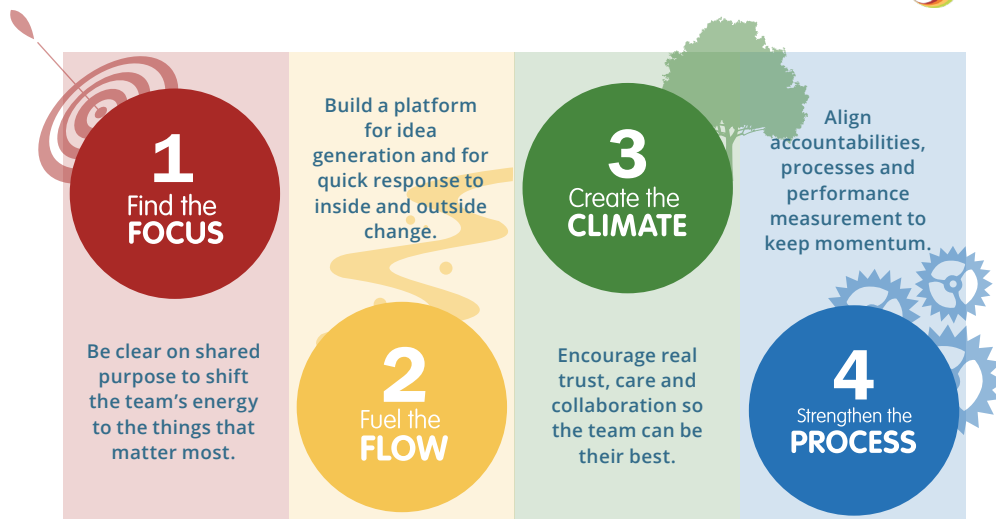 1
Find the
FOCUS
Be clear on shared
purpose to shift
the team's energy
to the things that
matter most.
Build a platform
for idea
generation and for
quick response to
inside and outside
change.
2
Fuel the
FLOW
3
Create the
CLIMATE
Encourage real
trust, care and
collaboration so
the team can be
their best.
Align
accountabilities,
processes and
performance
measurement to
keep momentum.
4
Strengthen the
PROCESS